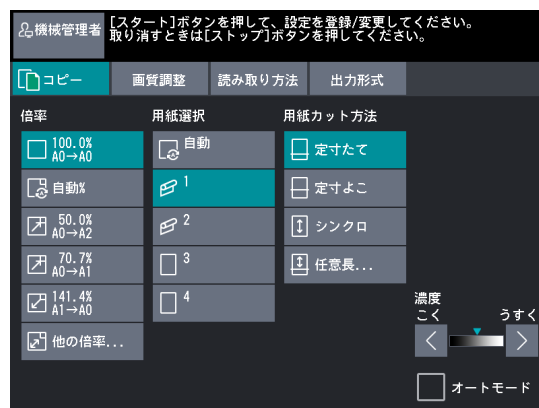 機械管理者
[スタート]ボタンを押して、設定を登録/変更してください。
取り消すときは[ストップ]ボタンを押してください。
コピー 画質調整 読み取り方法 出力形式
倍率 用紙選択 用紙カット方法
100.0%
A0→A0
自動
定寸たて
自動%
1
定寸よこ
50.0%
A0→A2
2
シンクロ
70.7%
A0→A1
3
任意長...
141.4%
A1→A0
4
他の倍率...
濃度
こく うすく
オートモード